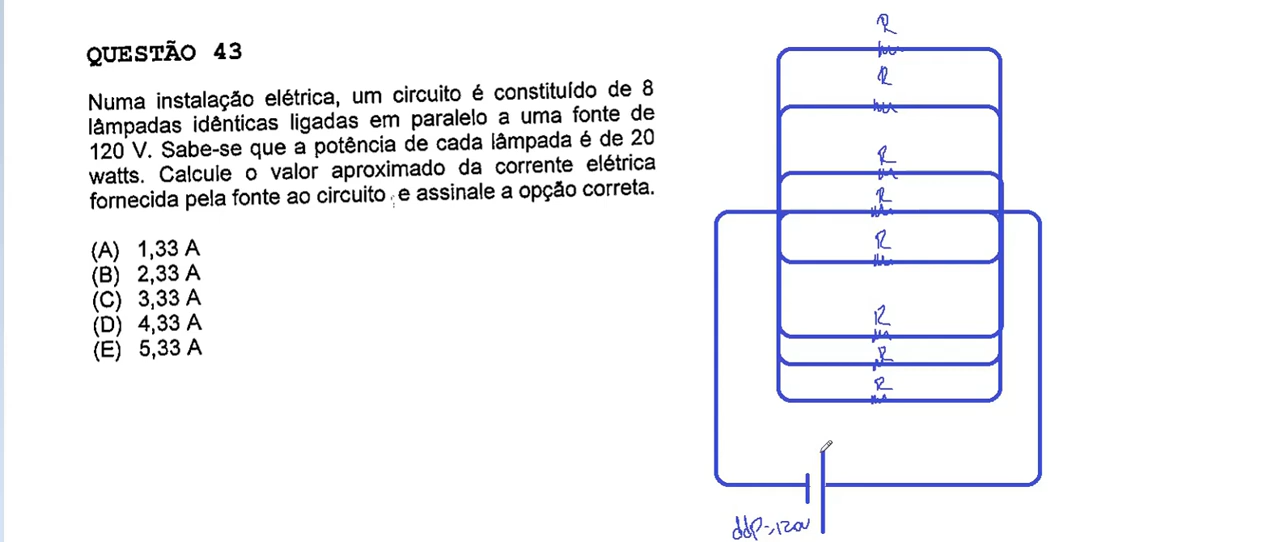 QUESTÃO 43
Numa instalação elétrica, um circuito é constituído de 8
lâmpadas idênticas ligadas em paralelo a uma fonte de
120 V. Sabe-se que a potência de cada lâmpada é de 20
watts. Calcule o valor aproximado da corrente elétrica
fornecida pela fonte ao circuito, e assinale a opção correta.
(A) 1,33 A
(B) 2,33 A
(C) 3,33 A
(D) 4,33 A
(E) 5,33 A
R
R
R
R
R
R
R
R
ddp=120V